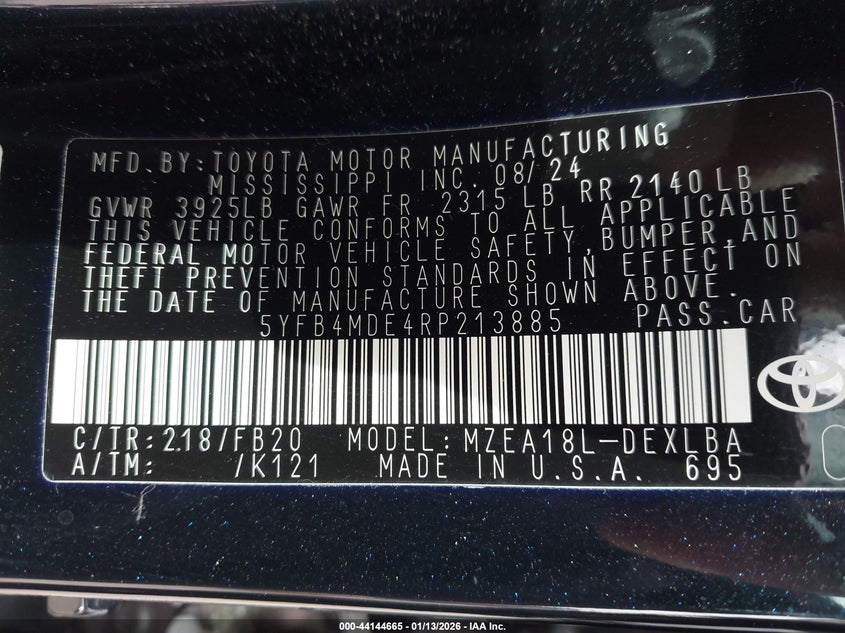 MFD. BY: TOYOTA MOTOR MANUFACTURING
MISSISSIPPI INC. 08/24
GVWR 3925LB GAWR FR 2315 LB RR 2140 LB
THIS VEHICLE CONFORMS TO ALL APPLICABLE
FEDERAL MOTOR VEHICLE SAFETY, BUMPER, AND
THEFT PREVENTION STANDARDS IN EFFECT ON
THE DATE OF MANUFACTURE SHOWN ABOVE.
5YFB4MDE4RP213885 PASS. CAR
C/TR: 218/FB20 MODEL: MZEA18L-DEXLBA
A/TM: /K121 MADE IN U.S.A. 695
000-44144665 - 01/13/2026 - IAA Inc.